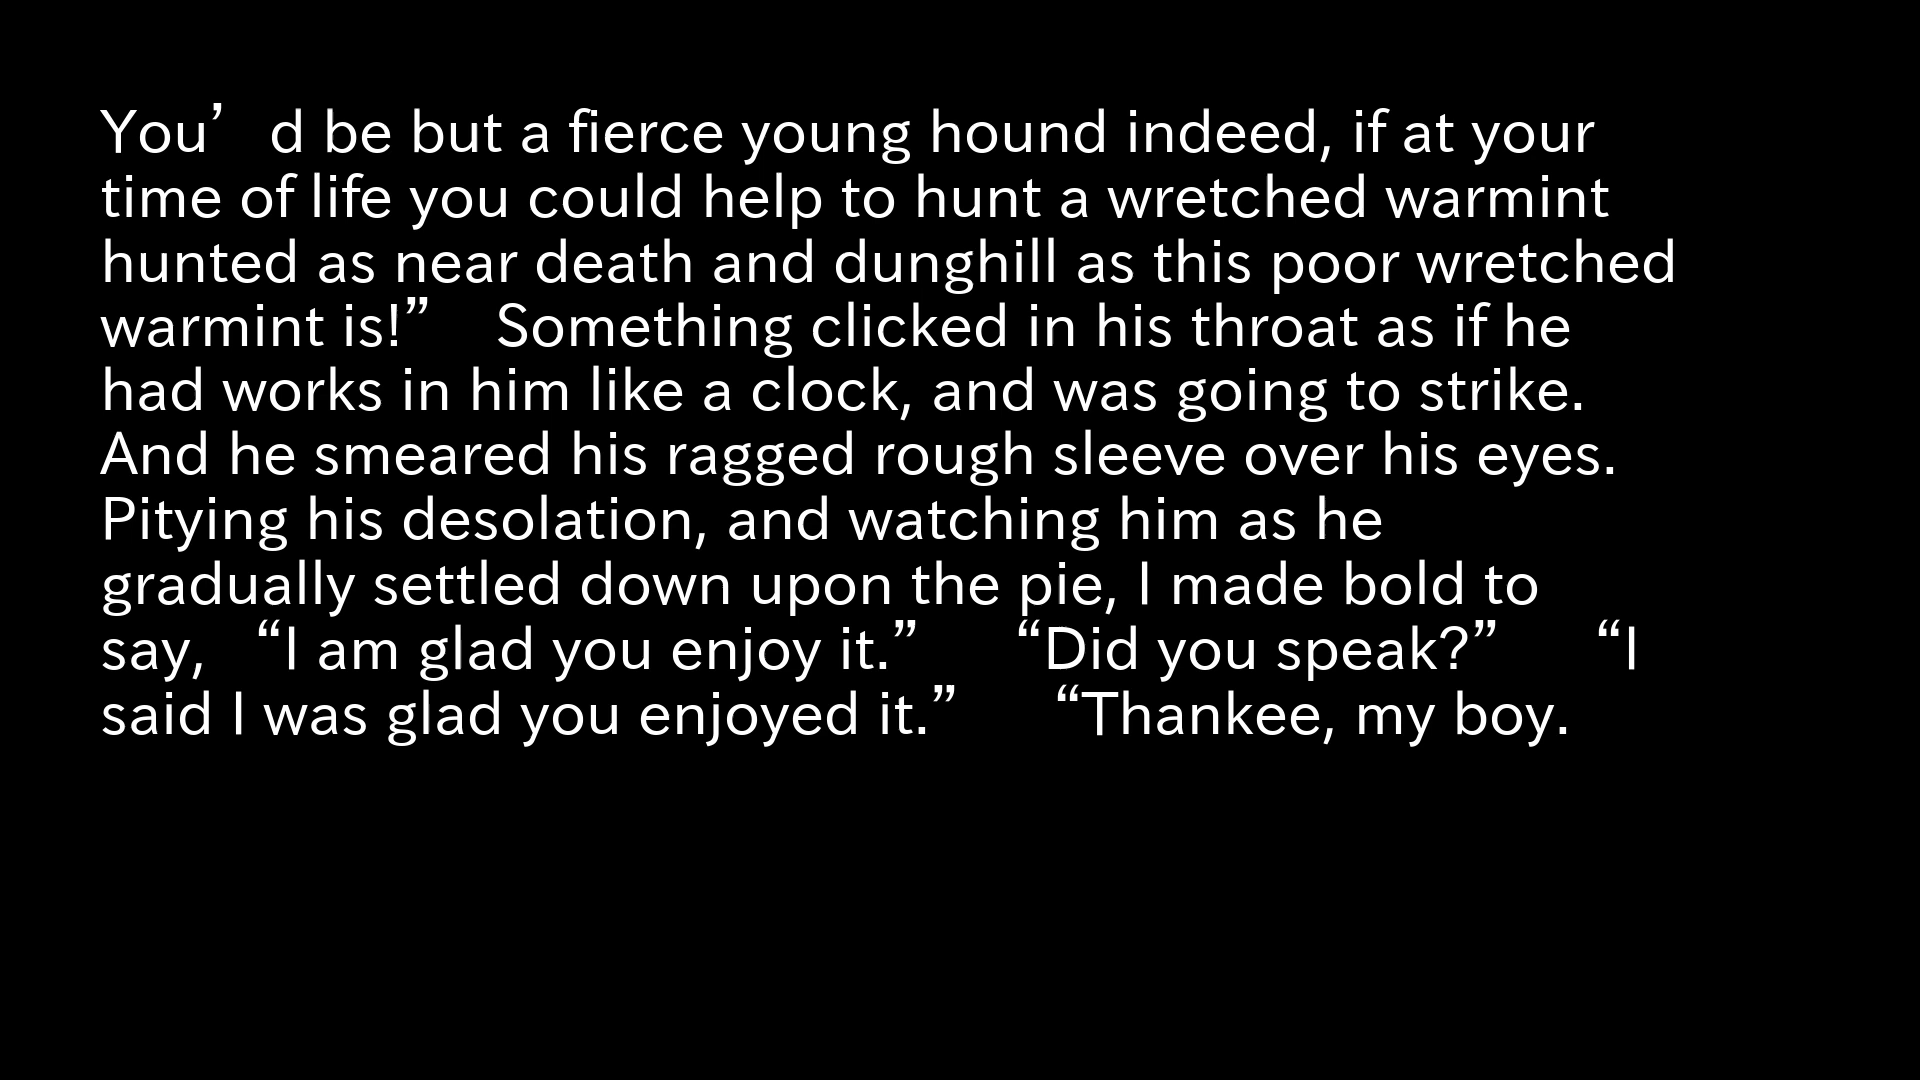 You’d be but a fierce young hound indeed, if at your
time of life you could help to hunt a wretched warmint
hunted as near death and dunghill as this poor wretched
warmint is!” Something clicked in his throat as if he
had works in him like a clock, and was going to strike.
And he smeared his ragged rough sleeve over his eyes.
Pitying his desolation, and watching him as he
gradually settled down upon the pie, I made bold to
say, “I am glad you enjoy it.” “Did you speak?” “I
said I was glad you enjoyed it.” “Thankee, my boy.